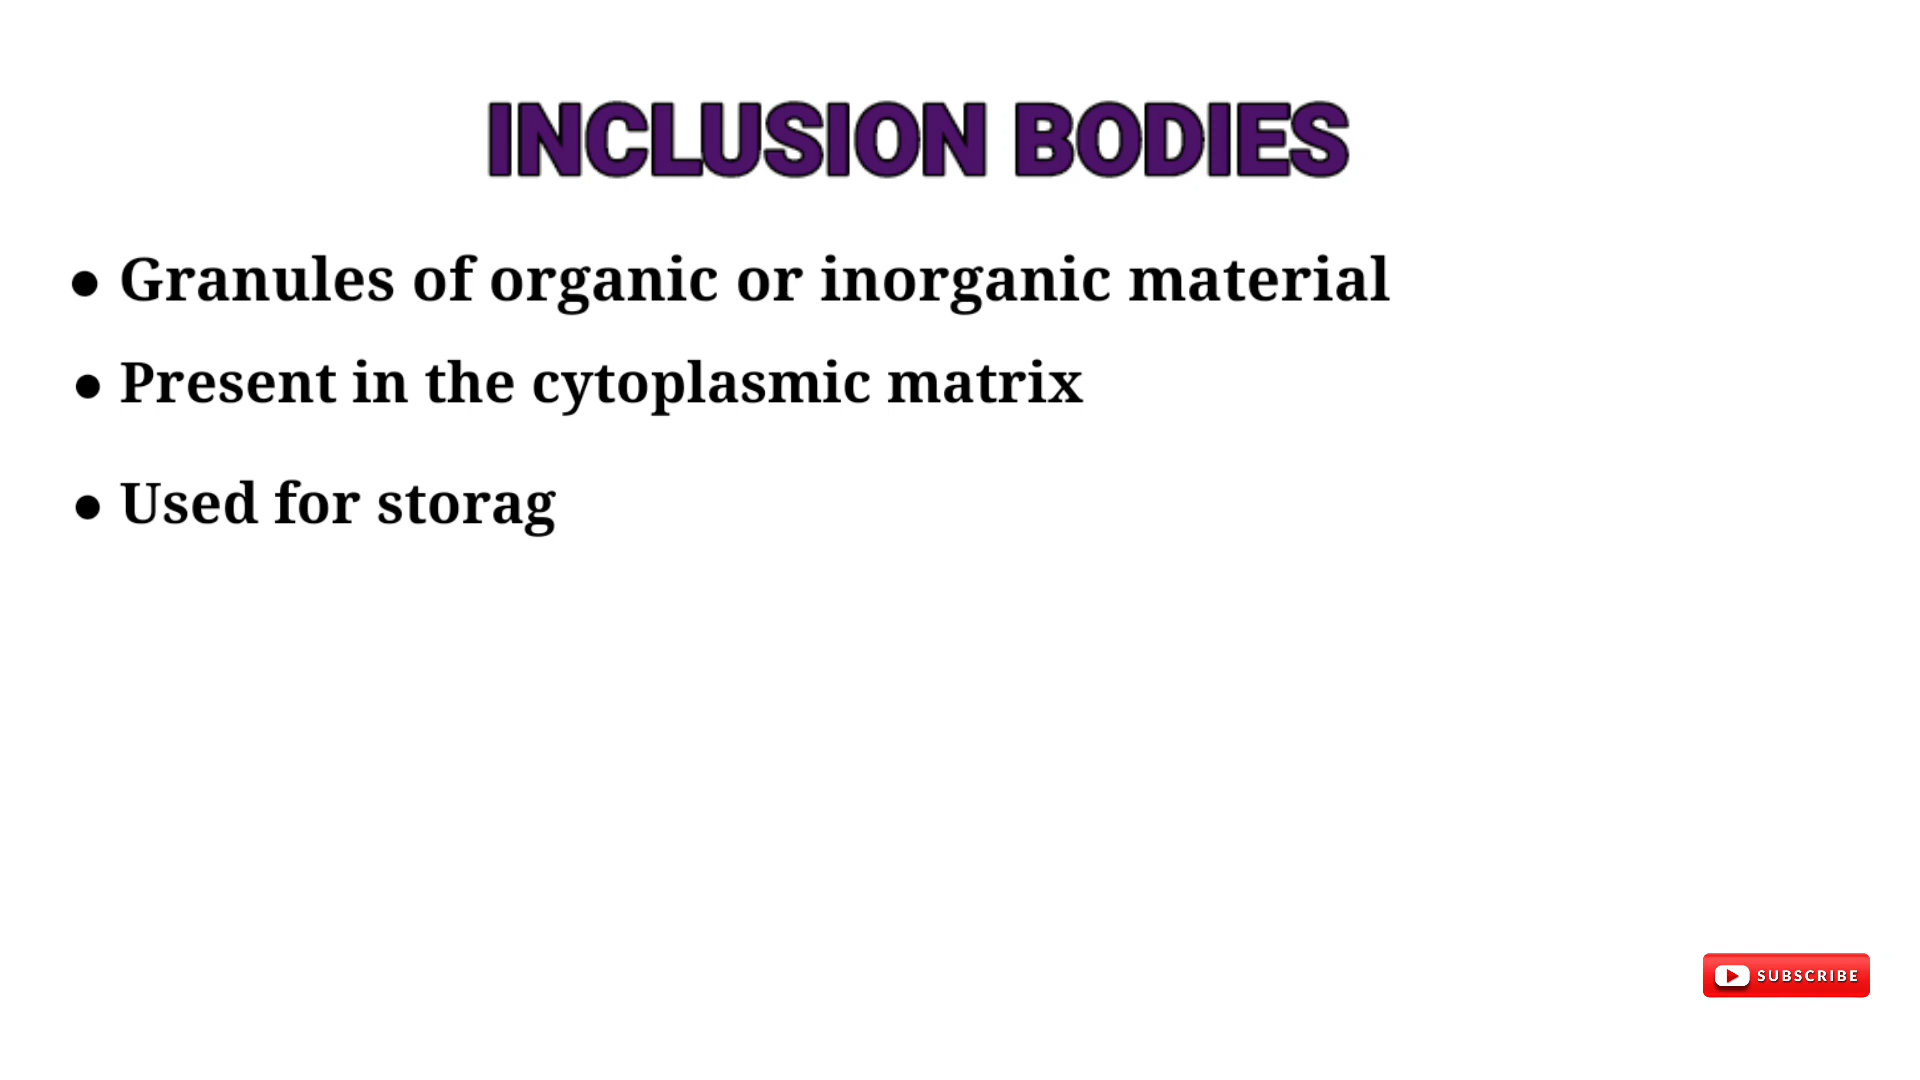 INCLUSION BODIES
• Granules of organic or inorganic material
• Present in the cytoplasmic matrix
• Used for storag
SUBSCRIBE